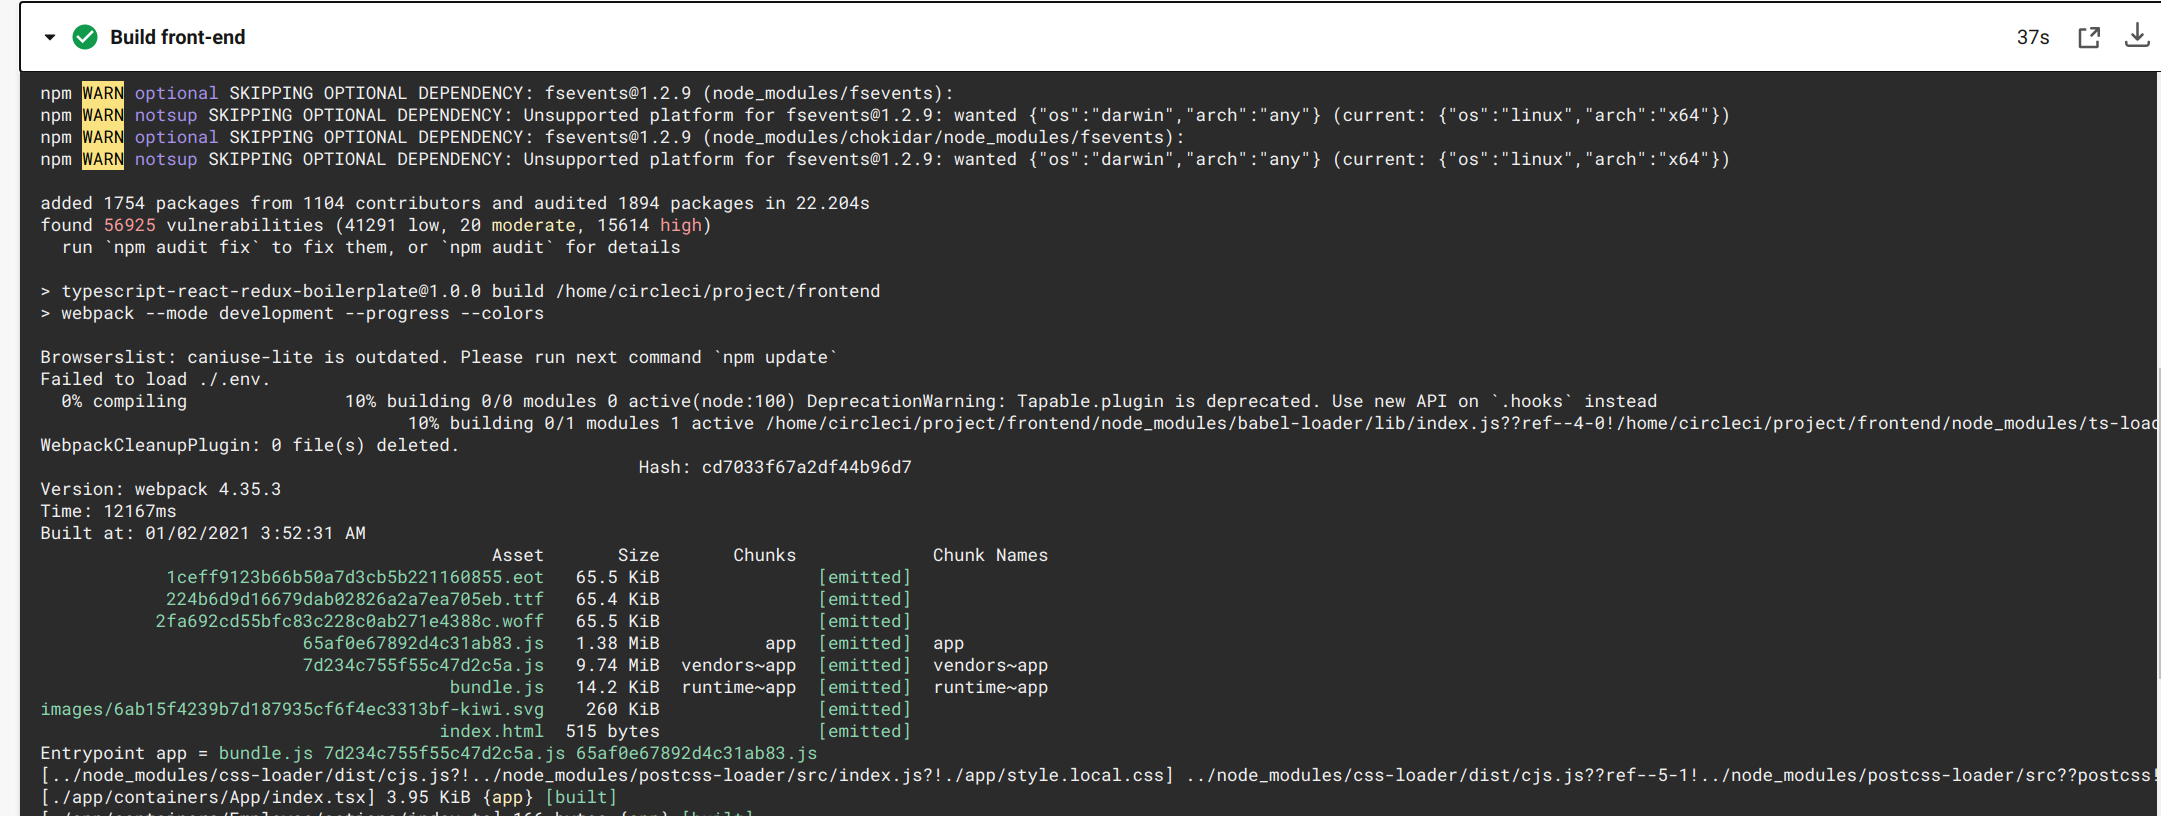 Build front-end 37s
npm WARN optional SKIPPING OPTIONAL DEPENDENCY: fsevents@1.2.9 (node_modules/fsevents):
npm WARN notsup SKIPPING OPTIONAL DEPENDENCY: Unsupported platform for fsevents@1.2.9: wanted {"os":"darwin","arch":"any"} (current: {"os":"linux","arch":"x64"})
npm WARN optional SKIPPING OPTIONAL DEPENDENCY: fsevents@1.2.9 (node_modules/chokidar/node_modules/fsevents):
npm WARN notsup SKIPPING OPTIONAL DEPENDENCY: Unsupported platform for fsevents@1.2.9: wanted {"os":"darwin","arch":"any"} (current: {"os":"linux","arch":"x64"})
added 1754 packages from 1104 contributors and audited 1894 packages in 22.204s
found 56925 vulnerabilities (41291 low, 20 moderate, 15614 high)
run `npm audit fix` to fix them, or `npm audit` for details
> typescript-react-redux-boilerplate@1.0.0 build /home/circleci/project/frontend
> webpack --mode development --progress --colors
Browserslist: caniuse-lite is outdated. Please run next command `npm update`
Failed to load ./.env.
0% compiling 10% building 0/0 modules 0 active(node:100) DeprecationWarning: Tapable.plugin is deprecated. Use new API on `.hooks` instead
10% building 0/1 modules 1 active /home/circleci/project/frontend/node_modules/babel-loader/lib/index.js??ref--4-0!/home/circleci/project/frontend/node_modules/ts-loac
WebpackCleanupPlugin: 0 file(s) deleted.
Hash: cd7033f67a2df44b96d7
Version: webpack 4.35.3
Time: 12167ms
Built at: 01/02/2021 3:52:31 AM
Asset Size Chunks Chunk Names
1ceff9123b66b50a7d3cb5b221160855.eot 65.5 KiB [emitted]
224b6d9d16679dab02826a2a7ea705eb.ttf 65.4 KiB [emitted]
2fa692cd55bfc83c228c0ab271e4388c.woff 65.5 KiB [emitted]
65af0e67892d4c31ab83.js 1.38 MiB app [emitted] app
7d234c755f55c47d2c5a.js 9.74 MiB vendors~app [emitted] vendors~app
bundle.js 14.2 KiB runtime~app [emitted] runtime~app
images/6ab15f4239b7d187935cf6f4ec3313bf-kiwi.svg 260 KiB [emitted]
index.html 515 bytes [emitted]
Entrypoint app = bundle.js 7d234c755f55c47d2c5a.js 65af0e67892d4c31ab83.js
[../node_modules/css-loader/dist/cjs.js?!../node_modules/postcss-loader/src/index.js?!./app/style.local.css] ../node_modules/css-loader/dist/cjs.js??ref--5-1!../node_modules/postcss-loader/src??postcss!
[./app/containers/App/index.tsx] 3.95 KiB {app} [built]